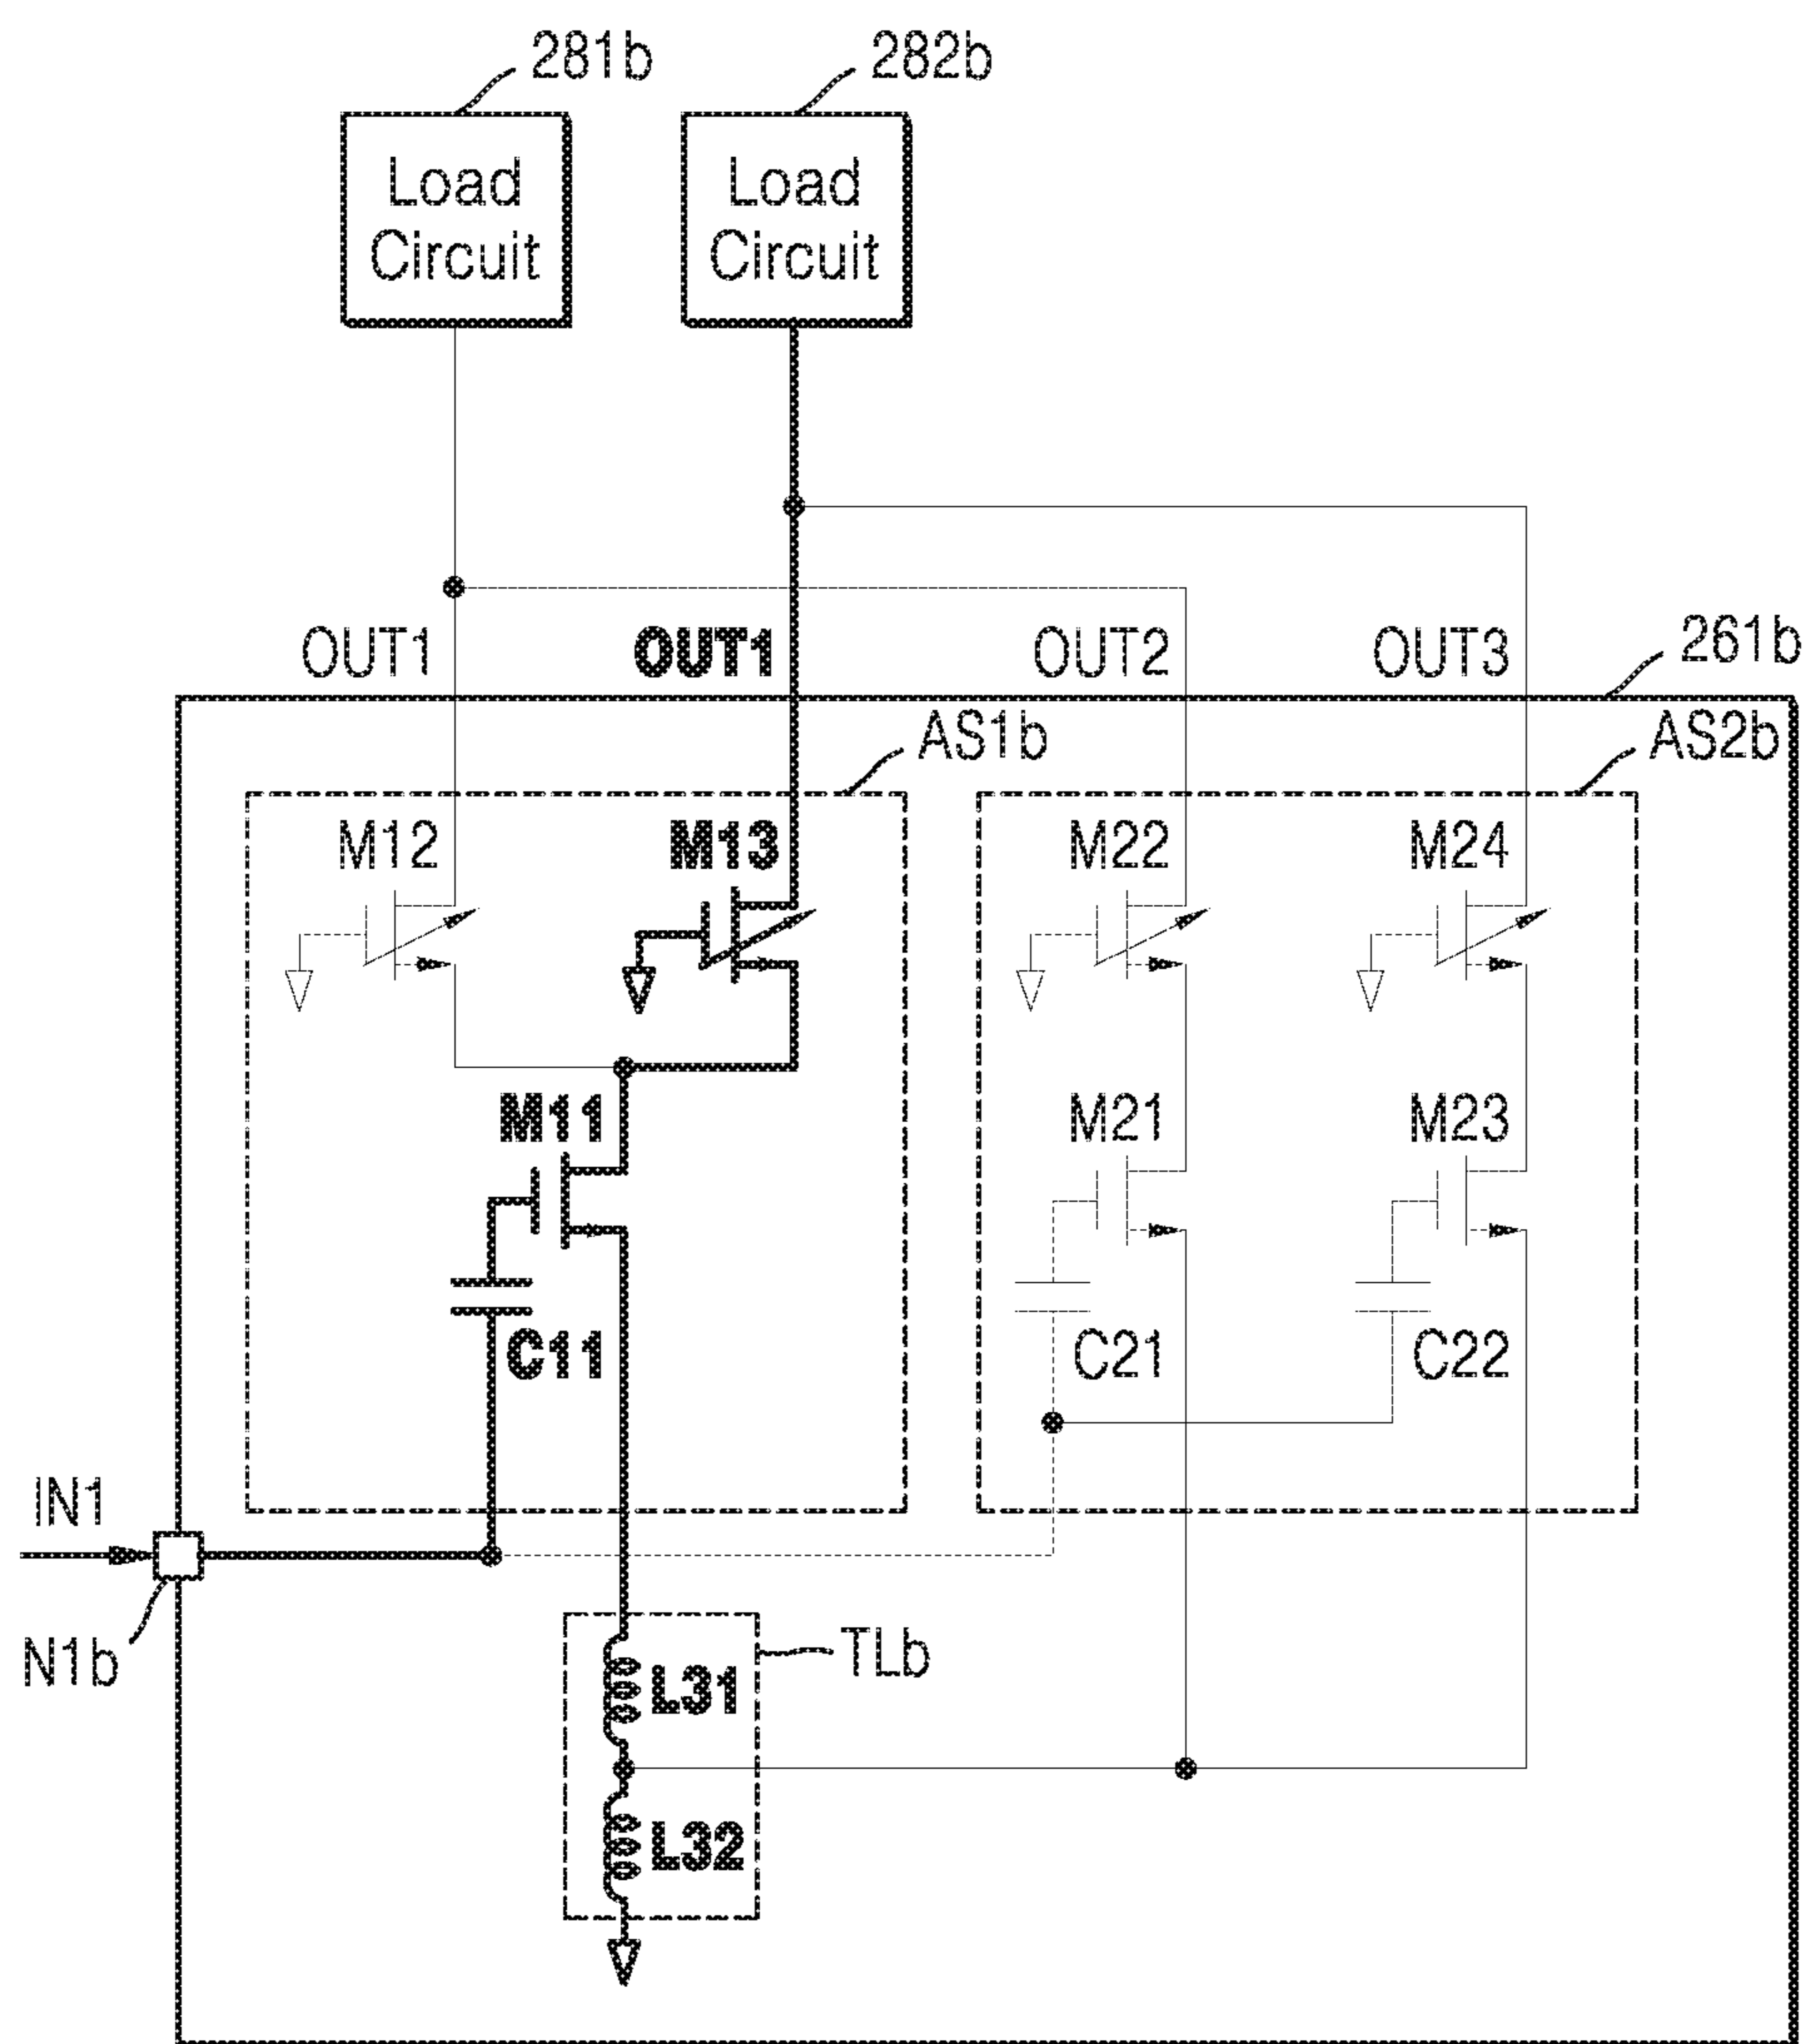 281b
282b
Load
Circuit
Load
Circuit
OUT1
OUT1
OUT2
OUT3
261b
AS1b
AS2b
M12
M13
M22
M24
M11
M21
M23
C11
C21
C22
IN1
N1b
TLb
L31
L32